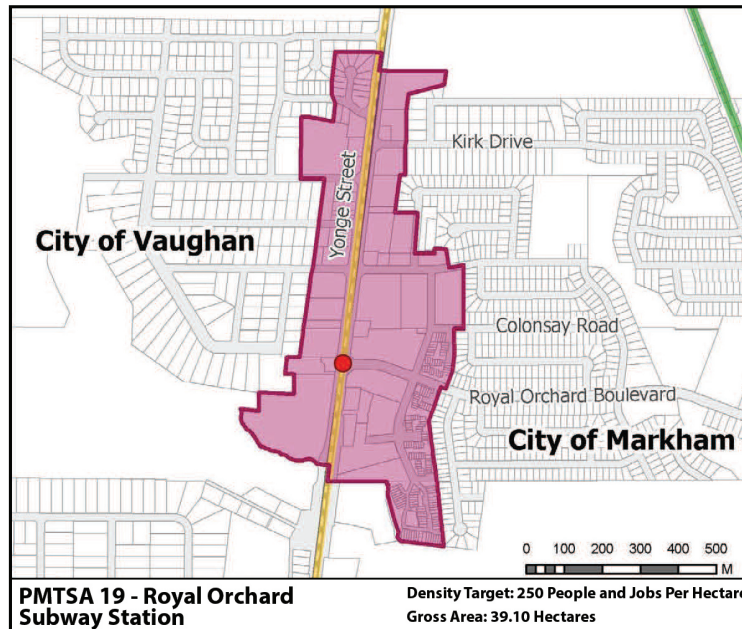 Kirk Drive
Yonge Street
City of Vaughan
Colonsay Road
Royal Orchard Boulevard
City of Markham
0 100 200 300 400 500
M
PMTSA 19 - Royal Orchard
Subway Station
Density Target: 250 People and Jobs Per Hectare
Gross Area: 39.10 Hectares